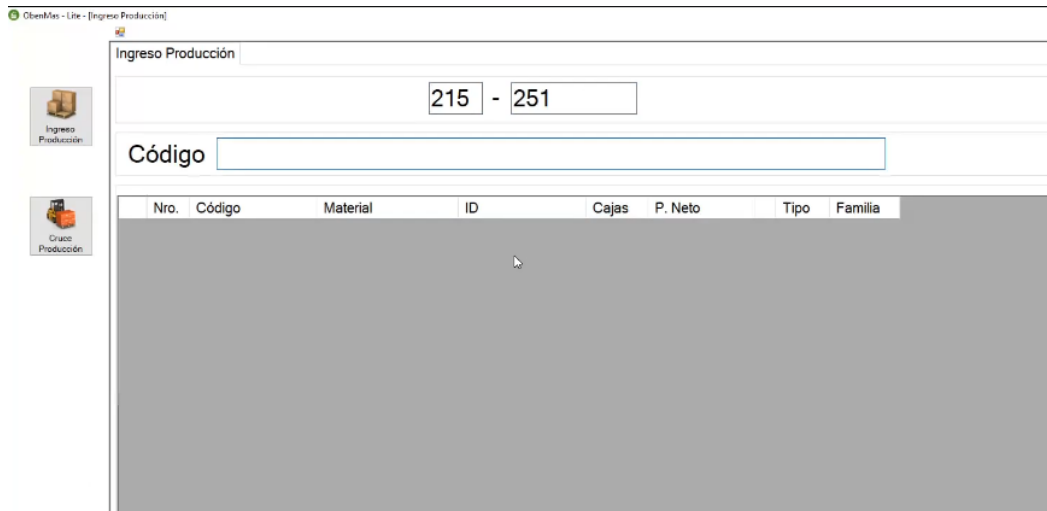 ObenMas - Lite - [Ingreso Producción]
Ingreso Producción
215 - 251
Ingreso
Producción
Código
Nro. Código Material ID Cajas P. Neto Tipo Familia
Cruce
Producción